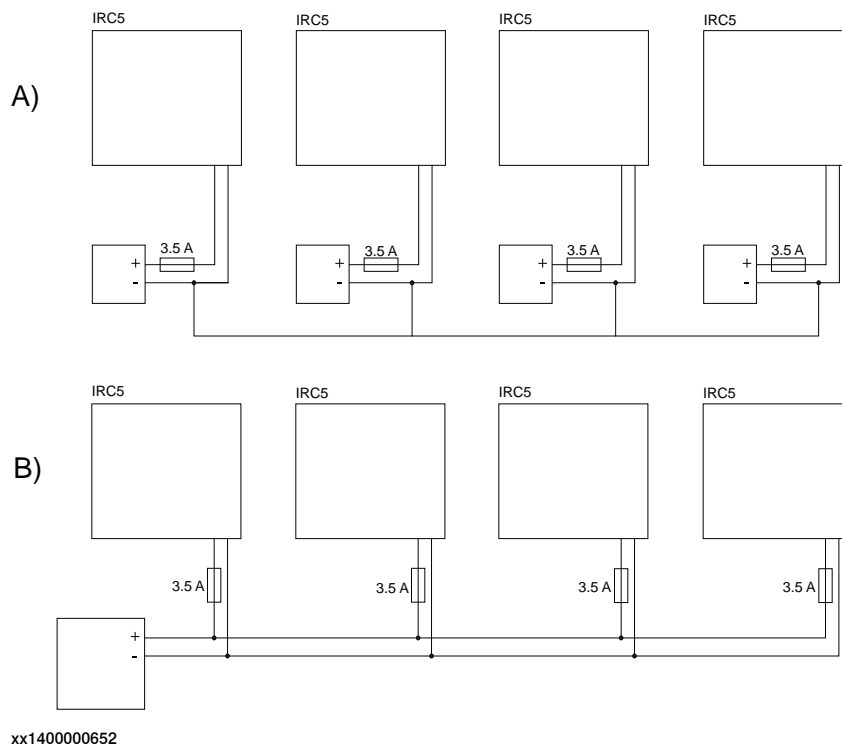 IRC5 IRC5 IRC5 IRC5
A)
3.5 A 3.5 A 3.5 A 3.5 A
+ + + +
- - - -
IRC5 IRC5 IRC5 IRC5
B)
3.5 A 3.5 A 3.5 A 3.5 A
+
-
xx1400000652